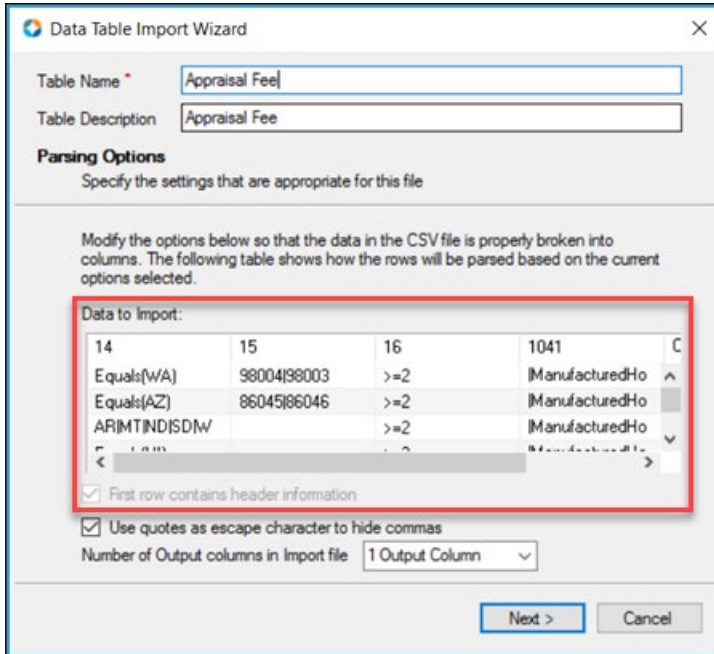 Data Table Import Wizard
Table Name * Appraisal Fee
Table Description Appraisal Fee
Parsing Options
Specify the settings that are appropriate for this file
Modify the options below so that the data in the CSV file is properly broken into
columns. The following table shows how the rows will be parsed based on the current
options selected.
Data to Import:
14 15 16 1041
Equals(WA) 98004|98003 >=2 |ManufacturedHo
Equals(AZ) 86045|86046 >=2 |ManufacturedHo
AR|MT|ND|SD|W >=2 |ManufacturedHo
First row contains header information
Use quotes as escape character to hide commas
Number of Output columns in Import file 1 Output Column
Next > Cancel